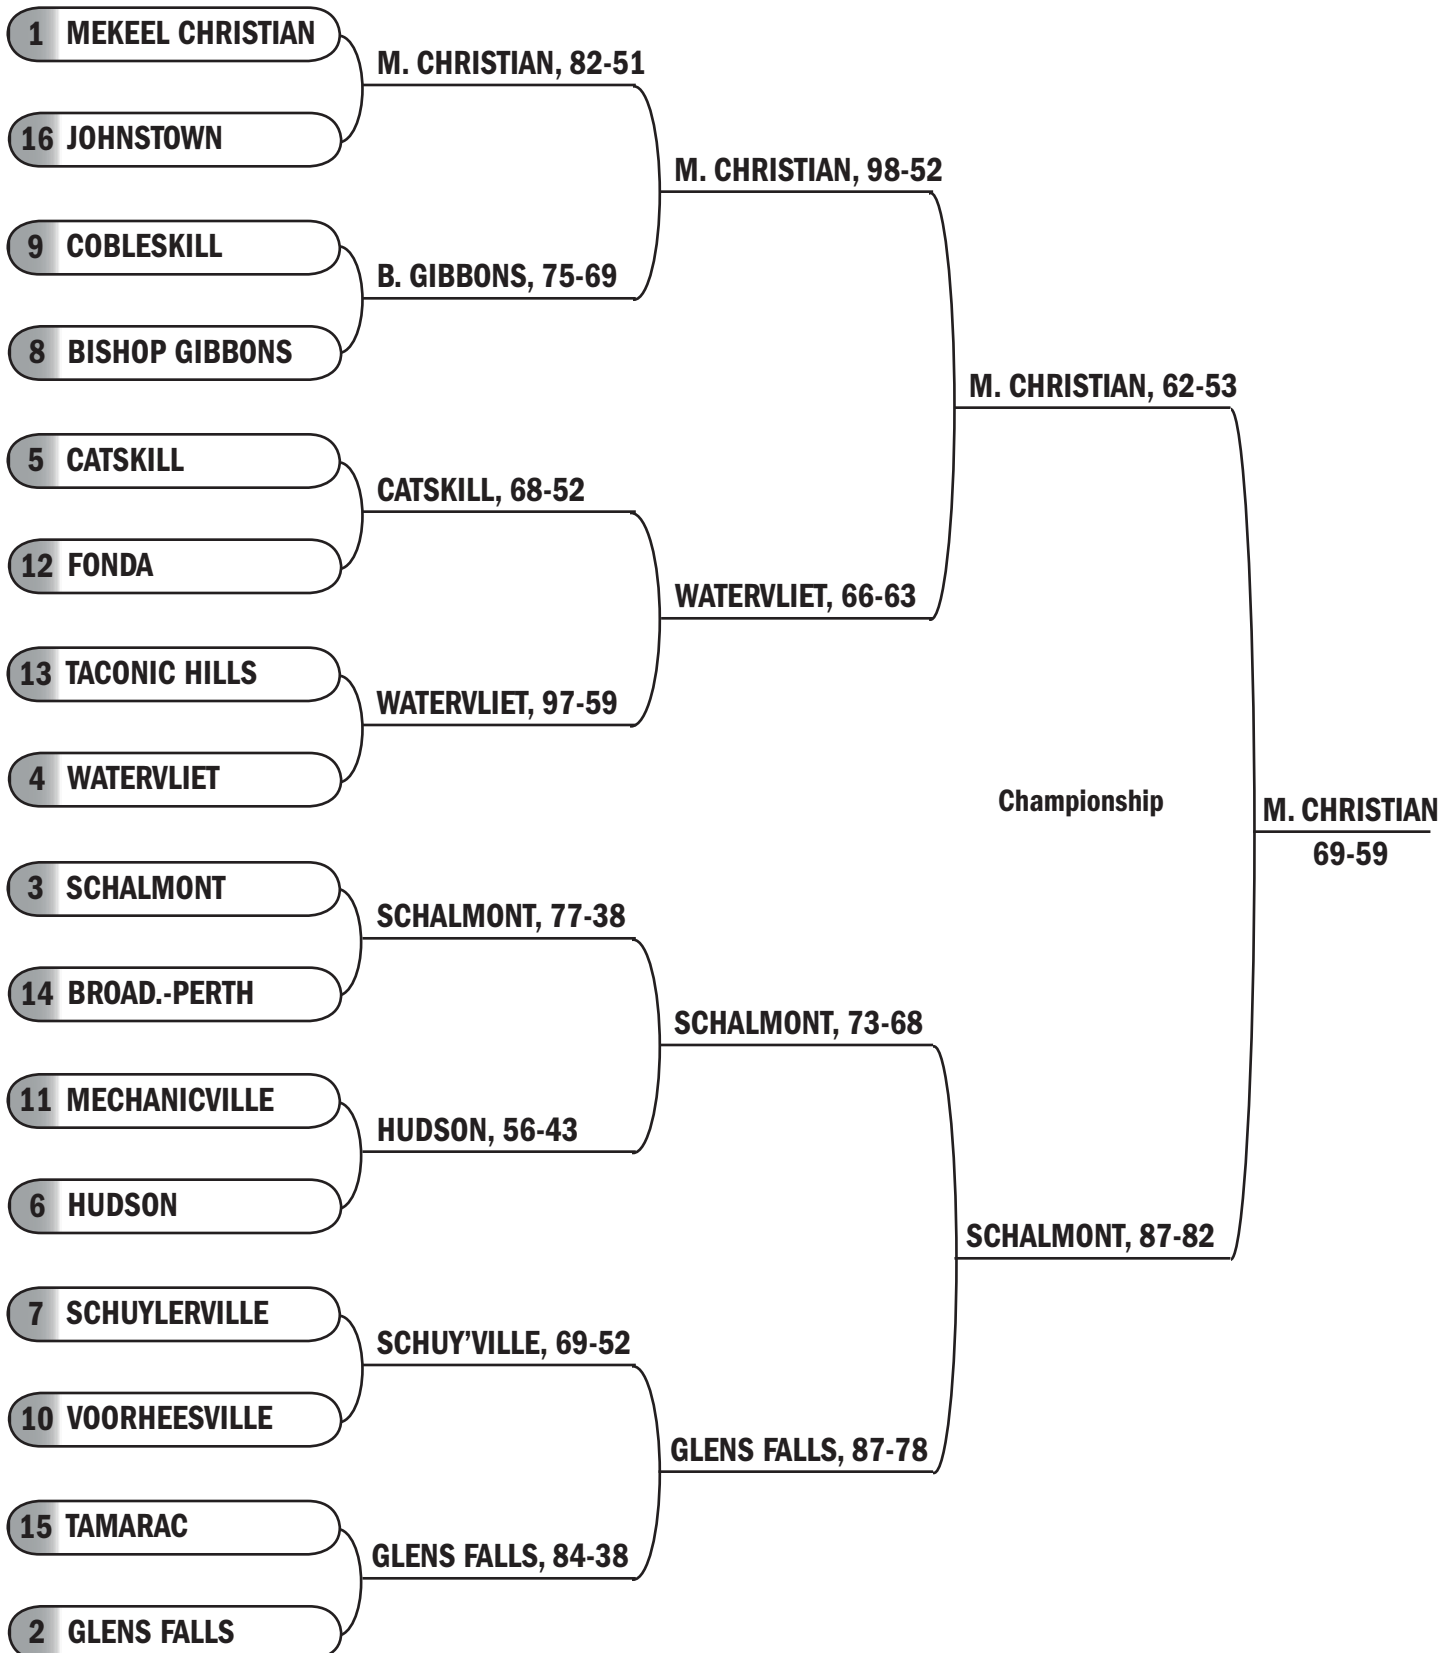 1 MEKEEL CHRISTIAN
16 JOHNSTOWN
9 COBLESKILL
8 BISHOP GIBBONS
5 CATSKILL
12 FONDA
13 TACONIC HILLS
4 WATERVLIET
3 SCHALMONT
14 BROAD.-PERTH
11 MECHANICVILLE
6 HUDSON
7 SCHUYLERVILLE
10 VOORHEESVILLE
15 TAMARAC
2 GLENS FALLS
M. CHRISTIAN, 82-51
B. GIBBONS, 75-69
CATSKILL, 68-52
WATERVLIET, 97-59
SCHALMONT, 77-38
HUDSON, 56-43
SCHUY’VILLE, 69-52
GLENS FALLS, 84-38
M. CHRISTIAN, 98-52
WATERVLIET, 66-63
SCHALMONT, 73-68
GLENS FALLS, 87-78
M. CHRISTIAN, 62-53
SCHALMONT, 87-82
Championship
M. CHRISTIAN
69-59